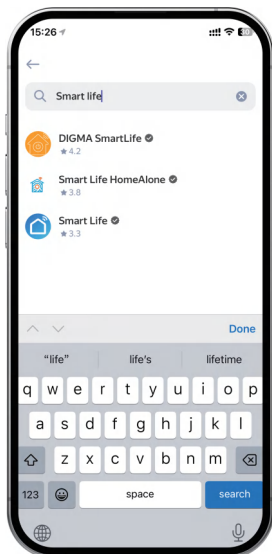 15:26
Smart life
DIGMA SmartLife
4.2
Smart Life HomeAlone
3.8
Smart Life
3.3
Done
“life” life's lifetime
q w e r t y u i o p
a s d f g h j k l
z x c v b n m
123 space search